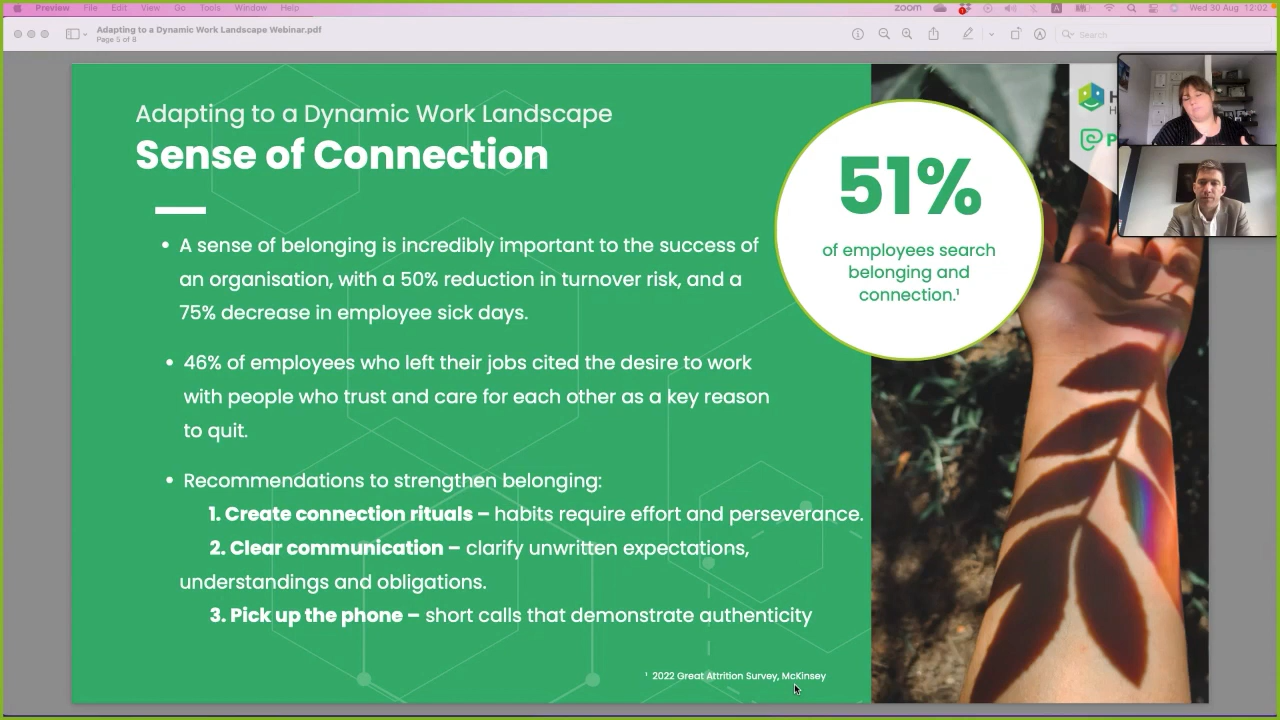 Preview File Edit View Go Tools Window Help
zoom
Wed 30 Aug 12:02
Adapting to a Dynamic Work Landscape Webinar.pdf
Page 5 of 8
Search
Adapting to a Dynamic Work Landscape
Sense of Connection
• A sense of belonging is incredibly important to the success of
an organisation, with a 50% reduction in turnover risk, and a
75% decrease in employee sick days.
• 46% of employees who left their jobs cited the desire to work
with people who trust and care for each other as a key reason
to quit.
• Recommendations to strengthen belonging:
1. Create connection rituals – habits require effort and perseverance.
2. Clear communication – clarify unwritten expectations,
understandings and obligations.
3. Pick up the phone – short calls that demonstrate authenticity
51%
of employees search
belonging and
connection.¹
¹ 2022 Great Attrition Survey, McKinsey